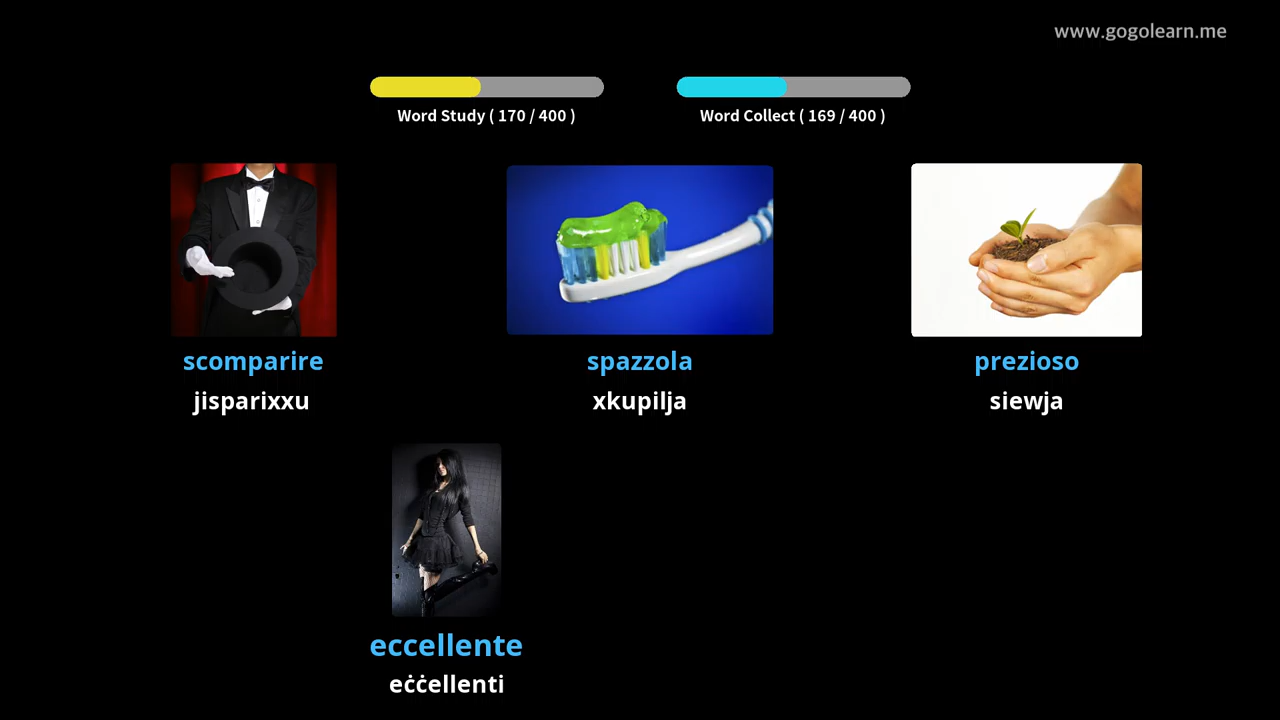 www.gogolearn.me
Word Study ( 170 / 400 )
Word Collect ( 169 / 400 )
scomparire
jisparixxu
spazzola
xkupilja
prezioso
siewja
eccellente
eċċellenti